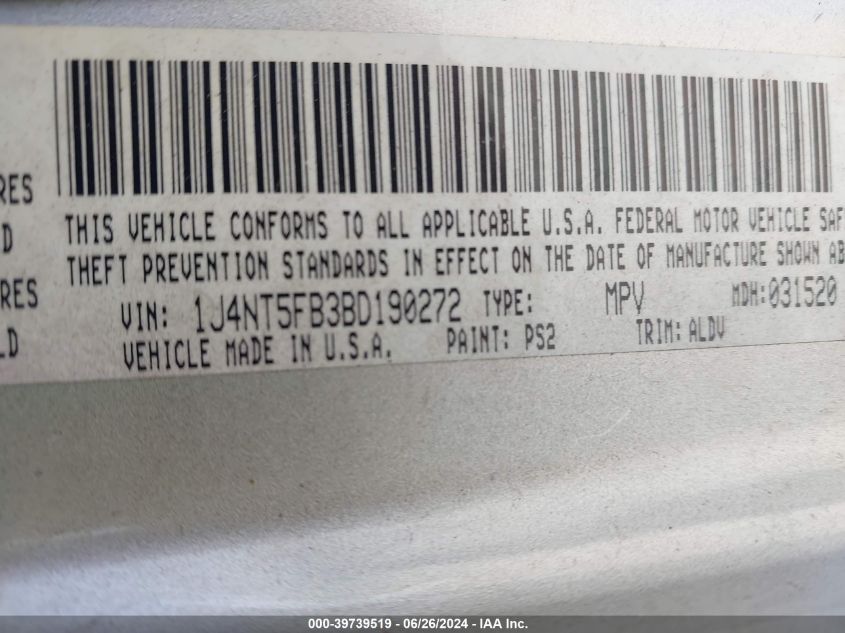 RES
D
RES
LD
THIS VEHICLE CONFORMS TO ALL APPLICABLE U.S.A. FEDERAL MOTOR VEHICLE SAF
THEFT PREVENTION STANDARDS IN EFFECT ON THE DATE OF MANUFACTURE SHOWN AB
VIN: 1J4NT5FB3BD190272 TYPE: MPV MDH:031520
VEHICLE MADE IN U.S.A. PAINT: PS2 TRIM: ALDV
000-39739519 - 06/26/2024 - IAA Inc.